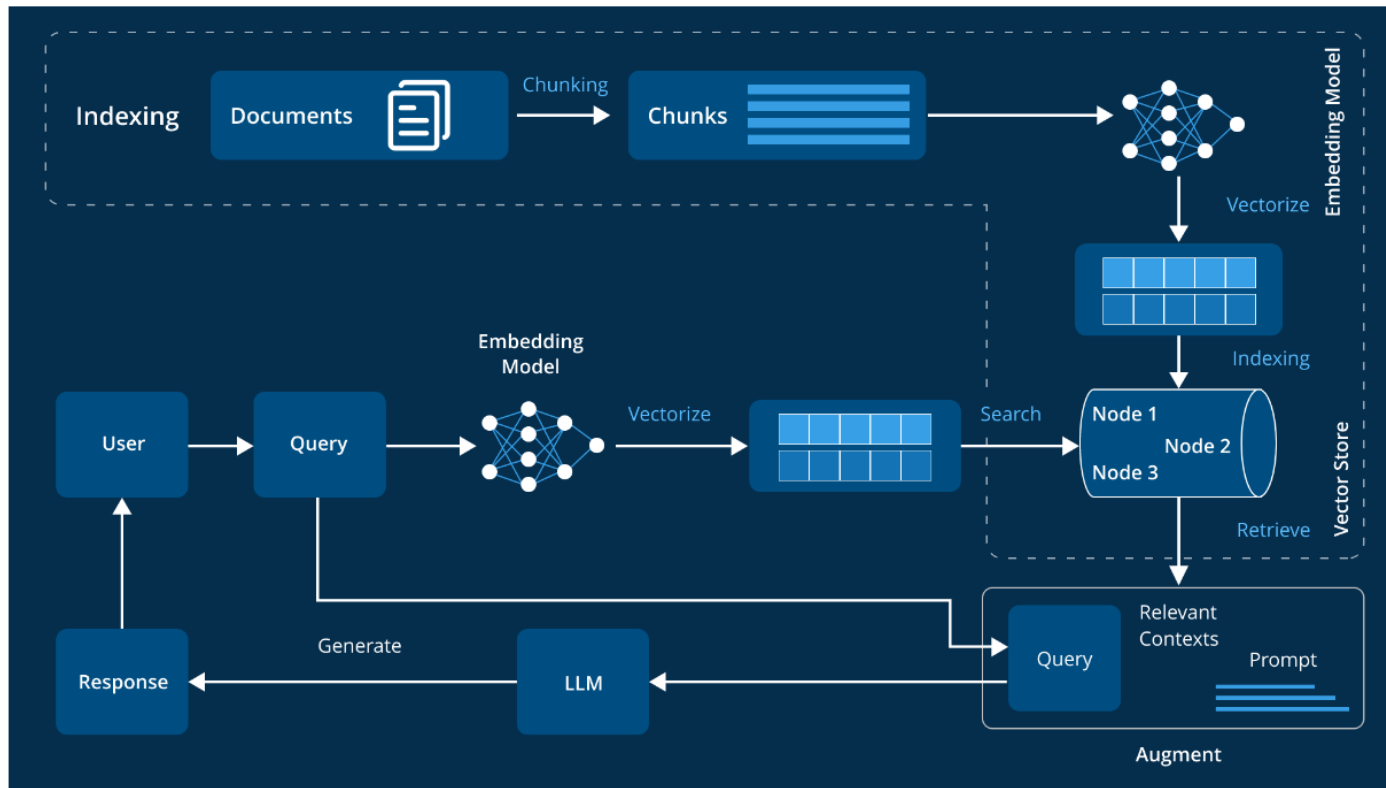 Indexing
Documents
Chunking
Chunks
Embedding Model
Vectorize
Indexing
Embedding
Model
User
Query
Vectorize
Search
Node 1
Node 2
Node 3
Vector Store
Retrieve
Response
Generate
LLM
Query
Relevant
Contexts
Prompt
Augment